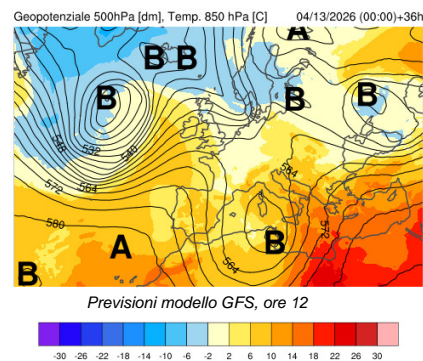 Geopotenziale 500hPa [dm], Temp. 850 hPa [C] 04/13/2026 (00:00)+36h
A
B B
B B B
548
532
548
564 564
572
580 572
A B
564
B
Previsioni modello GFS, ore 12
-30 -26 -22 -18 -14 -10 -6 -2 2 6 10 14 18 22 26 30